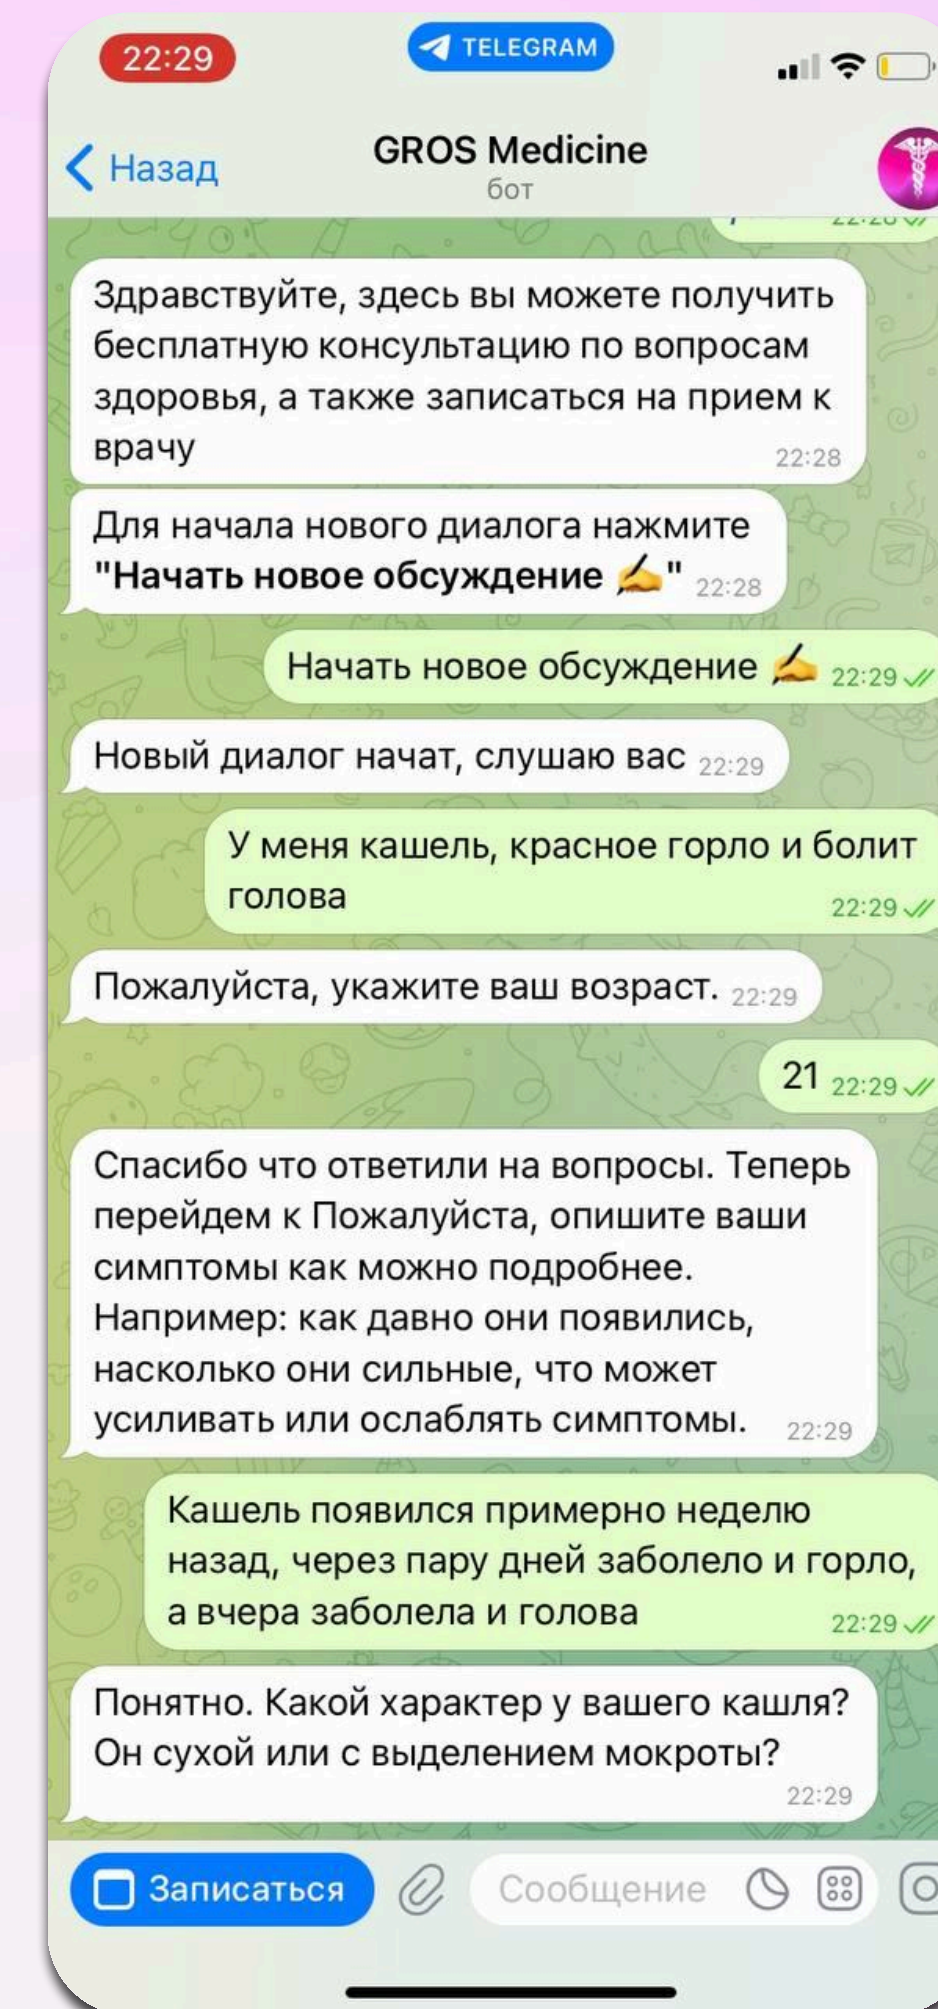 22:29
TELEGRAM
Назад
GROS Medicine
бот
Здравствуйте, здесь вы можете получить
бесплатную консультацию по вопросам
здоровья, а также записаться на прием к
врачу
22:28
Для начала нового диалога нажмите
"Начать новое обсуждение ✍️" 22:28
Начать новое обсуждение ✍️ 22:29
Новый диалог начат, слушаю вас 22:29
У меня кашель, красное горло и болит
голова
22:29
Пожалуйста, укажите ваш возраст. 22:29
21 22:29
Спасибо что ответили на вопросы. Теперь
перейдем к Пожалуйста, опишите ваши
симптомы как можно подробнее.
Например: как давно они появились,
насколько они сильные, что может
усиливать или ослаблять симптомы. 22:29
Кашель появился примерно неделю
назад, через пару дней заболело и горло,
а вчера заболела и голова 22:29
Понятно. Какой характер у вашего кашля?
Он сухой или с выделением мокроты?
22:29
Записаться
Сообщение